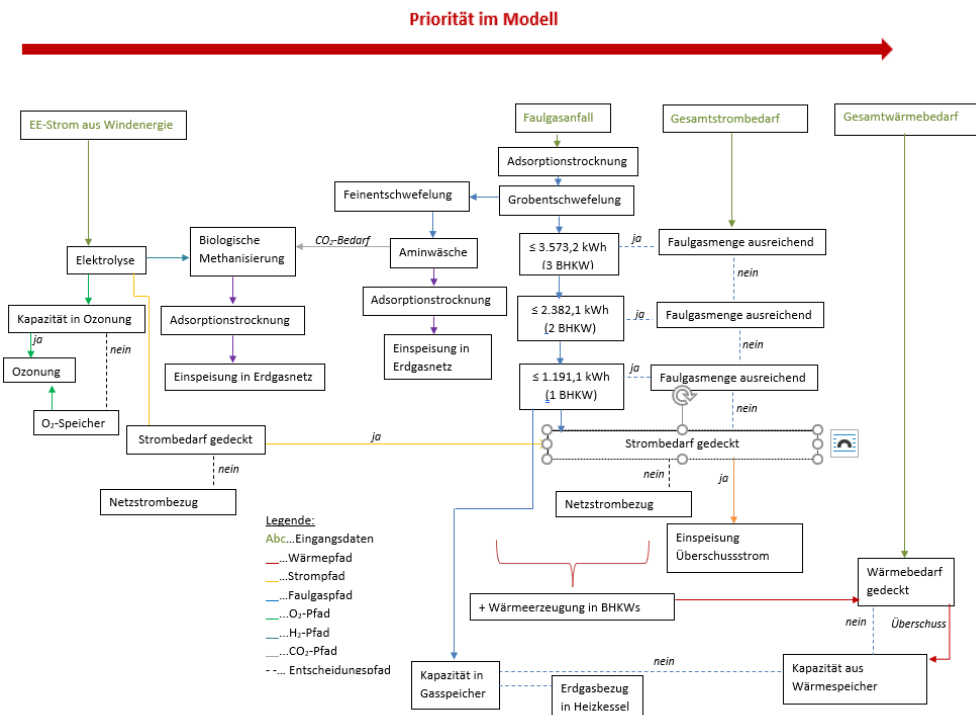 Priorität im Modell
EE-Strom aus Windenergie
Faulgasanfall
Gesamtstrombedarf
Gesamtwärmebedarf
Adsorptionstrocknung
Feinentschwefelung
Grobentschwefelung
Biologische
Methanisierung
CO₂-Bedarf
Aminwäsche
Elektrolyse
≤ 3.573,2 kWh
(3 BHKW)
ja
Faulgasmenge ausreichend
nein
Adsorptionstrocknung
Adsorptionstrocknung
Kapazität in Ozonung
≤ 2.382,1 kWh
(2 BHKW)
ja
Faulgasmenge ausreichend
nein
ja
nein
Ozonung
Einspeisung in Erdgasnetz
Einspeisung in
Erdgasnetz
≤ 1.191,1 kWh
(1 BHKW)
ja
Faulgasmenge ausreichend
nein
O₂-Speicher
Strombedarf gedeckt
ja
Strombedarf gedeckt
nein
nein
ja
Netzstrombezug
Netzstrombezug
Einspeisung
Überschussstrom
Legende:
Abc...Eingangsdaten
...Wärmepfad
...Strompfad
...Faulgaspfad
...O₂-Pfad
...H₂-Pfad
...CO₂-Pfad
- -... Entscheidungspfad
Wärmebedarf
gedeckt
+ Wärmeerzeugung in BHKWs
nein
Überschuss
nein
Kapazität in
Gasspeicher
Erdgasbezug
in Heizkessel
Kapazität aus
Wärmespeicher